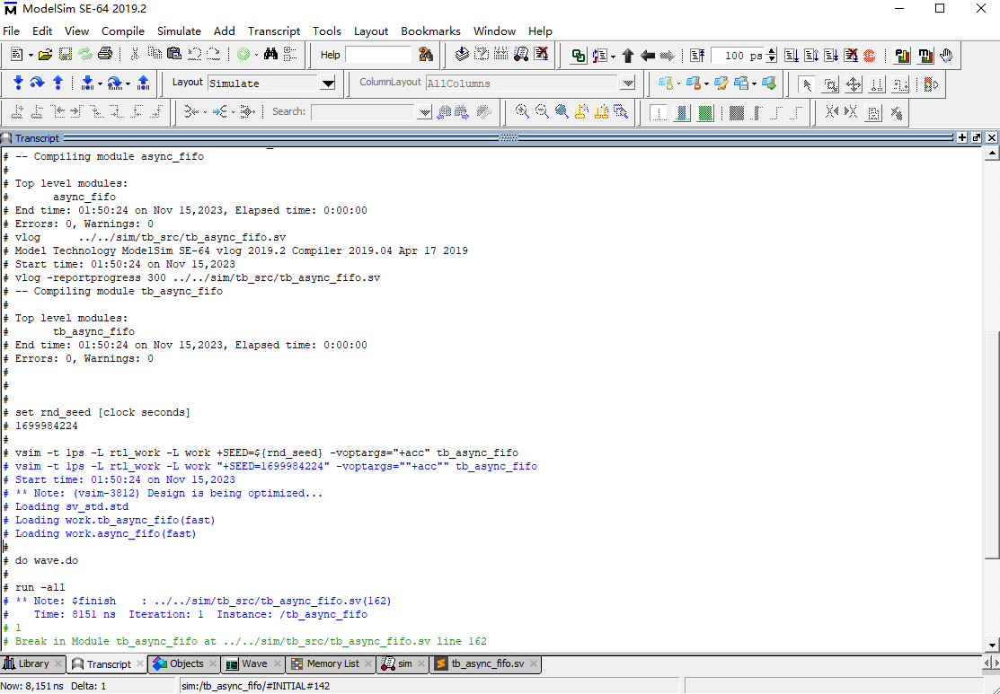 ModelSim SE-64 2019.2
File Edit View Compile Simulate Add Transcript Tools Layout Bookmarks Window Help
Help
100 ps
Layout Simulate
ColumnLayout AllColumns
Search:
Transcript
# -- Compiling module async_fifo
#
# Top level modules:
# async_fifo
# End time: 01:50:24 on Nov 15,2023, Elapsed time: 0:00:00
# Errors: 0, Warnings: 0
# vlog ../../sim/tb_src/tb_async_fifo.sv
# Model Technology ModelSim SE-64 vlog 2019.2 Compiler 2019.04 Apr 17 2019
# Start time: 01:50:24 on Nov 15,2023
# vlog -reportprogress 300 ../../sim/tb_src/tb_async_fifo.sv
# -- Compiling module tb_async_fifo
#
# Top level modules:
# tb_async_fifo
# End time: 01:50:24 on Nov 15,2023, Elapsed time: 0:00:00
# Errors: 0, Warnings: 0
#
#
#
# set rnd_seed [clock seconds]
# 1699984224
#
# vsim -t 1ps -L rtl_work -L work +SEED=${rnd_seed} -voptargs="+acc" tb_async_fifo
# vsim -t 1ps -L rtl_work -L work "+SEED=1699984224" -voptargs=""+acc"" tb_async_fifo
# Start time: 01:50:24 on Nov 15,2023
# ** Note: (vsim-3812) Design is being optimized...
# Loading sv_std.std
# Loading work.tb_async_fifo(fast)
# Loading work.async_fifo(fast)
#
# do wave.do
#
# run -all
# ** Note: $finish : ../../sim/tb_src/tb_async_fifo.sv(162)
# Time: 8151 ns Iteration: 1 Instance: /tb_async_fifo
# 1
# Break in Module tb_async_fifo at ../../sim/tb_src/tb_async_fifo.sv line 162
Library Transcript Objects Wave Memory List sim tb_async_fifo.sv
Now: 8,151 ns Delta: 1 sim:/tb_async_fifo/#INITIAL#142